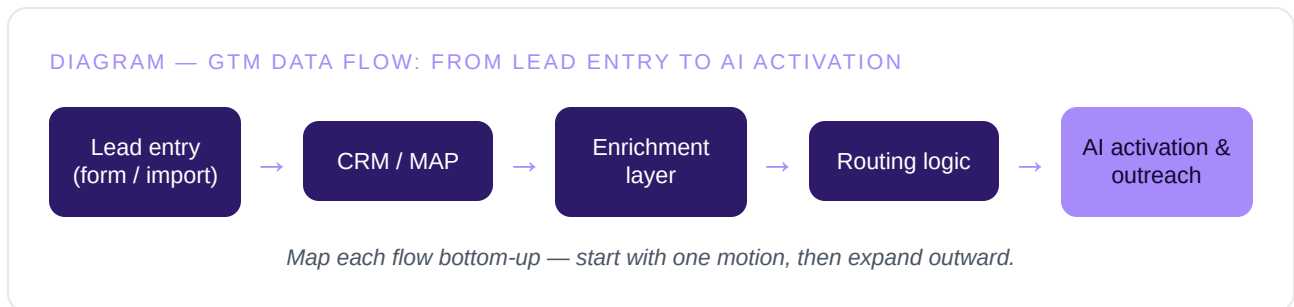 DIAGRAM — GTM DATA FLOW: FROM LEAD ENTRY TO AI ACTIVATION
Lead entry
(form / import)
→
CRM / MAP
→
Enrichment
layer
→
Routing logic
→
AI activation &
outreach
Map each flow bottom-up — start with one motion, then expand outward.